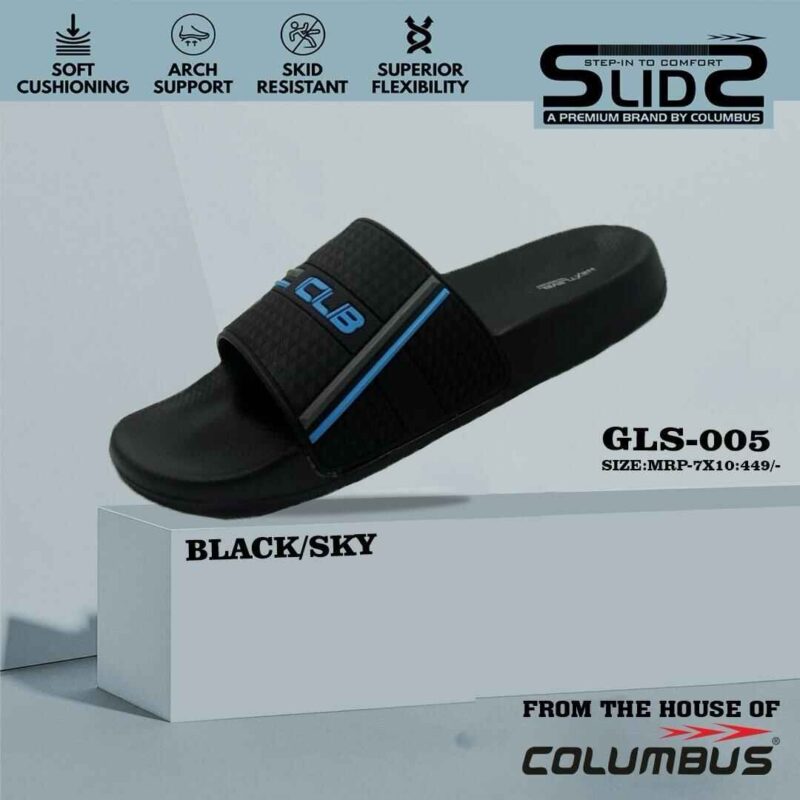 SOFT
CUSHIONING
ARCH
SUPPORT
SKID
RESISTANT
SUPERIOR
FLEXIBILITY
STEP-IN TO COMFORT
SLIDS
A PREMIUM BRAND BY COLUMBUS
CLB
GLS-005
SIZE:MRP-7X10:449/-
BLACK/SKY
FROM THE HOUSE OF
COLUMBUS®